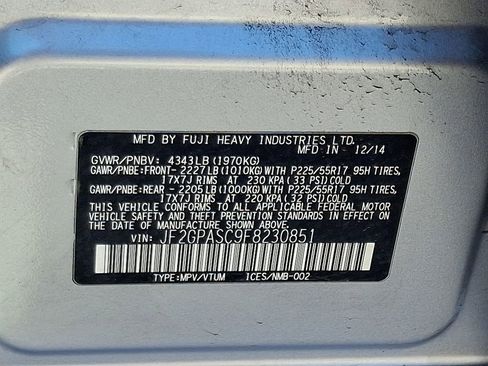 MFD BY FUJI HEAVY INDUSTRIES LTD.
MFD IN- 12/14
GVWR/PNBV: 4343LB(1970KG)
GAWR/PNBE:FRONT- 2227LB(1010KG)WITH P225/55R17 95H TIRES,
17X7J RIMS AT 230 KPA(33 PSI)COLD
GAWR/PNBE:REAR - 2205LB(1000KG)WITH P225/55R17 95H TIRES,
17X7J RIMS AT 220 KPA(32 PSI)COLD
THIS VEHICLE CONFORMS TO ALL APPLICABLE FEDERAL MOTOR
VEHICLE SAFETY AND THEFT PREVENTION STANDARDS IN EFFECT ON THE
DATE OF MANUFACTURE SHOWN ABOVE.
VIN: JF2GPASC9F8230851
TYPE:MPV/VTUM ICES/NMB-002